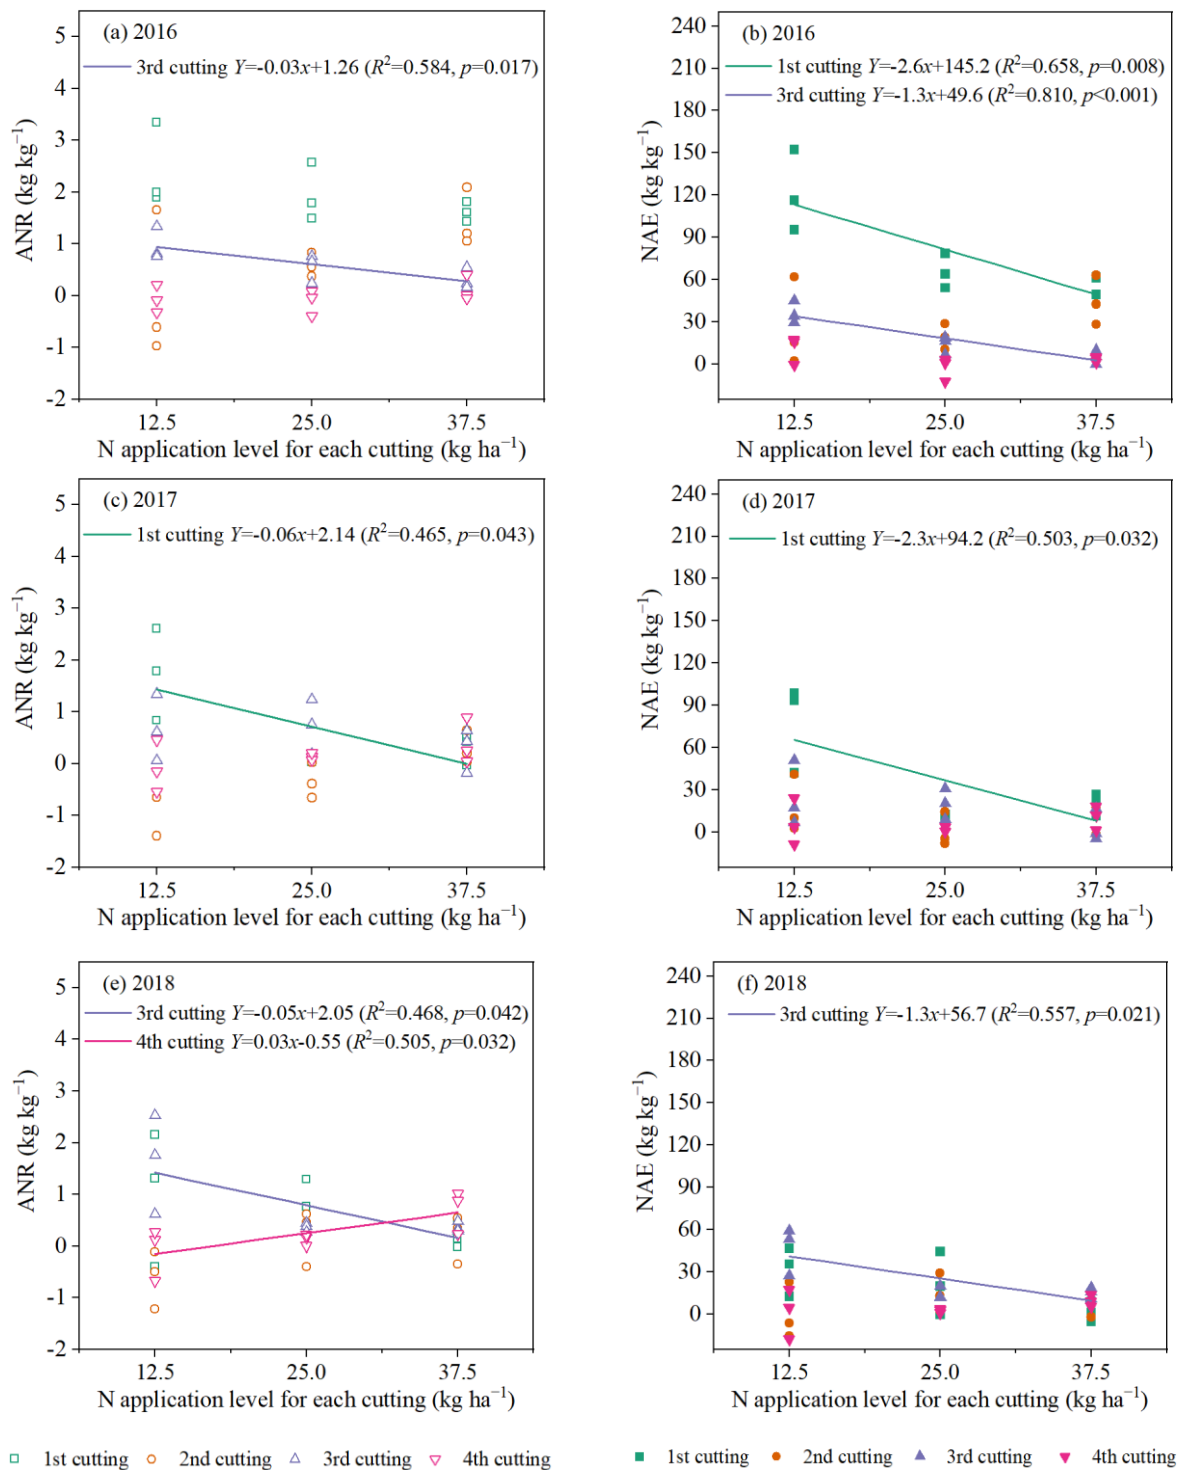 (a) 2016
3rd cutting Y=-0.03x+1.26 (R²=0.584, p=0.017)
ANR (kg kg⁻¹)
5
4
3
2
1
0
-1
-2
12.5 25.0 37.5
N application level for each cutting (kg ha⁻¹)
(b) 2016
1st cutting Y=-2.6x+145.2 (R²=0.658, p=0.008)
3rd cutting Y=-1.3x+49.6 (R²=0.810, p<0.001)
NAE (kg kg⁻¹)
240
210
180
150
120
90
60
30
0
12.5 25.0 37.5
N application level for each cutting (kg ha⁻¹)
(c) 2017
1st cutting Y=-0.06x+2.14 (R²=0.465, p=0.043)
ANR (kg kg⁻¹)
5
4
3
2
1
0
-1
-2
12.5 25.0 37.5
N application level for each cutting (kg ha⁻¹)
(d) 2017
1st cutting Y=-2.3x+94.2 (R²=0.503, p=0.032)
NAE (kg kg⁻¹)
240
210
180
150
120
90
60
30
0
12.5 25.0 37.5
N application level for each cutting (kg ha⁻¹)
(e) 2018
3rd cutting Y=-0.05x+2.05 (R²=0.468, p=0.042)
4th cutting Y=0.03x-0.55 (R²=0.505, p=0.032)
ANR (kg kg⁻¹)
5
4
3
2
1
0
-1
-2
12.5 25.0 37.5
N application level for each cutting (kg ha⁻¹)
(f) 2018
3rd cutting Y=-1.3x+56.7 (R²=0.557, p=0.021)
NAE (kg kg⁻¹)
240
210
180
150
120
90
60
30
0
12.5 25.0 37.5
N application level for each cutting (kg ha⁻¹)
1st cutting 2nd cutting 3rd cutting 4th cutting
1st cutting 2nd cutting 3rd cutting 4th cutting